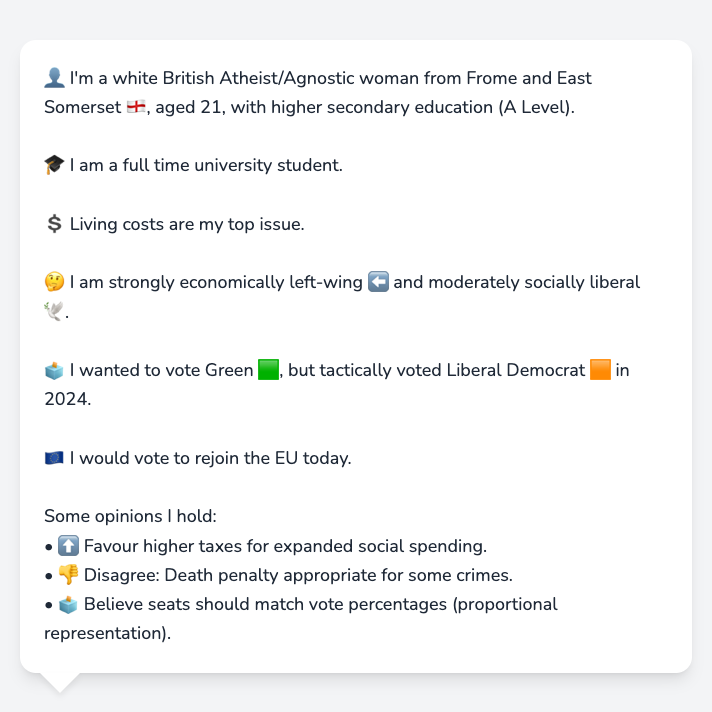 👤 I'm a white British Atheist/Agnostic woman from Frome and East
Somerset 🏴󠁧󠁢󠁥󠁮󠁧󠁿, aged 21, with higher secondary education (A Level).
🎓 I am a full time university student.
💲 Living costs are my top issue.
🤔 I am strongly economically left-wing ⬅️ and moderately socially liberal
🕊️.
🗳️ I wanted to vote Green 🟩, but tactically voted Liberal Democrat 🟧 in
2024.
🇪🇺 I would vote to rejoin the EU today.
Some opinions I hold:
• ⬆️ Favour higher taxes for expanded social spending.
• 👎 Disagree: Death penalty appropriate for some crimes.
• 🗳️ Believe seats should match vote percentages (proportional
representation).